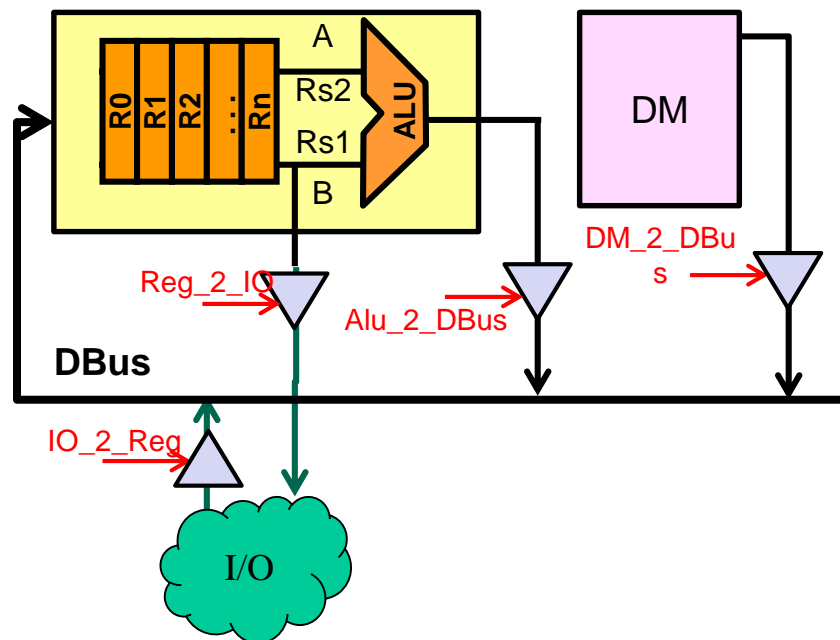 A
Rs2
Rs1
B
R0
R1
R2
...
Rn
ALU
DM
Reg_2_IO
Alu_2_DBus
DM_2_DBu
s
DBus
IO_2_Reg
I/O